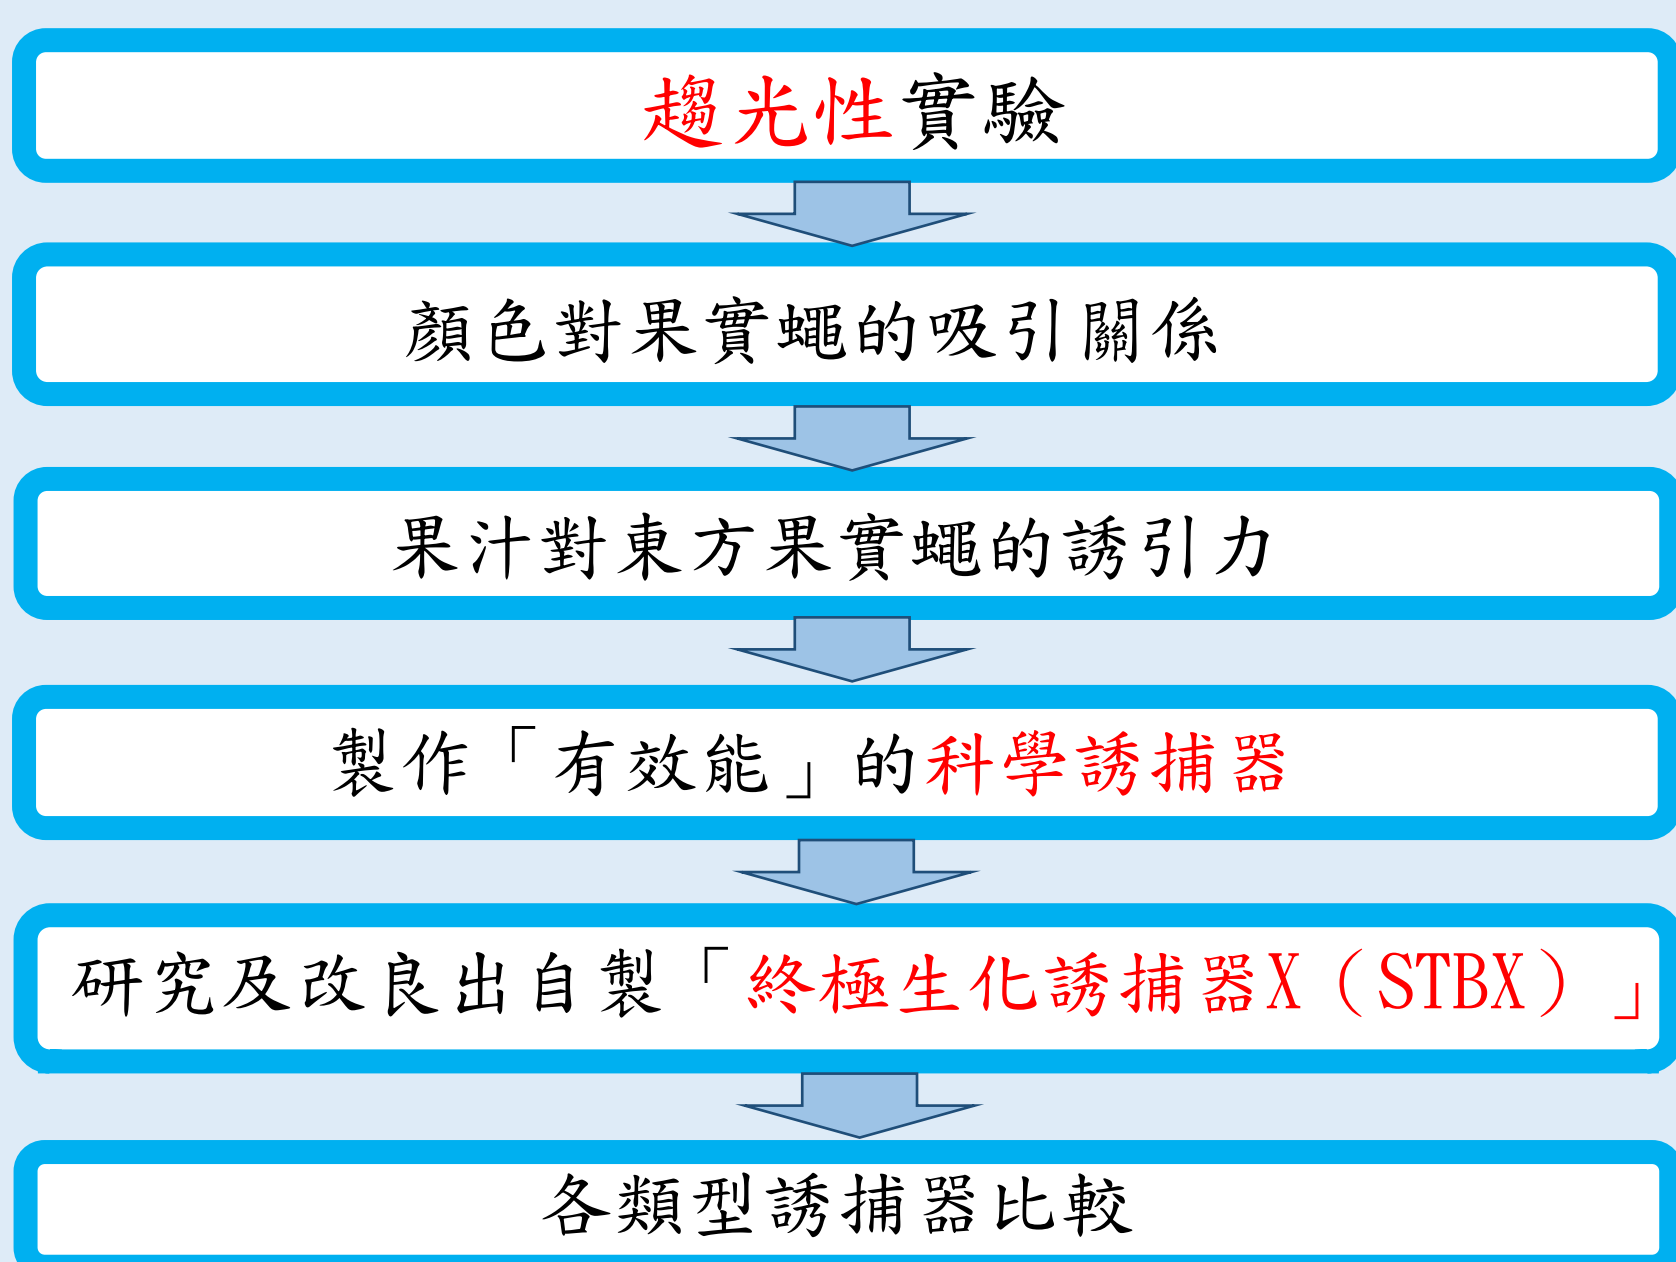 趨光性實驗
顏色對果實蠅的吸引關係
果汁對東方果實蠅的誘引力
製作「有效能」的科學誘捕器
研究及改良出自製「終極生化誘捕器X（STBX）」
各類型誘捕器比較